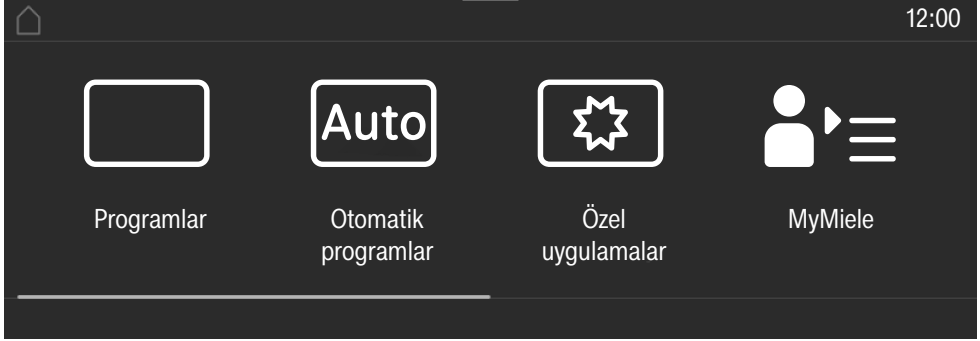 12:00
Auto
Programlar
Otomatik
programlar
Özel
uygulamalar
MyMiele